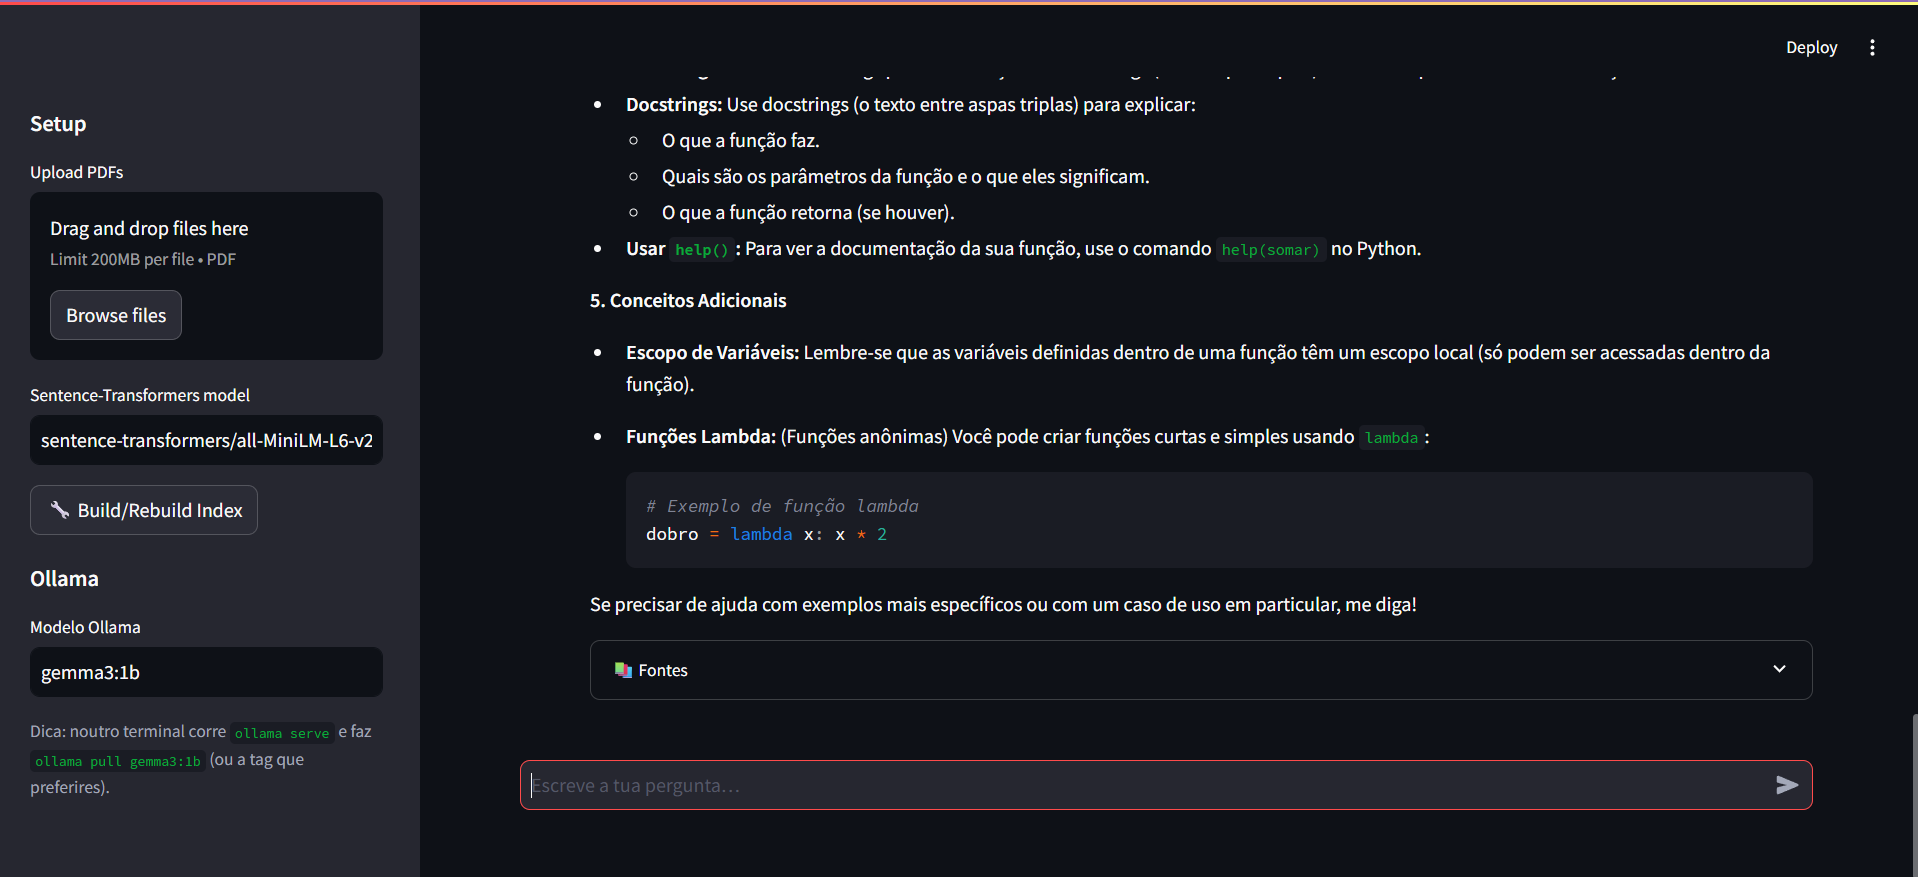 Deploy
Setup
Upload PDFs
Drag and drop files here
Limit 200MB per file • PDF
Browse files
Sentence-Transformers model
sentence-transformers/all-MiniLM-L6-v2
Build/Rebuild Index
Ollama
Modelo Ollama
gemma3:1b
Dica: noutro terminal corre ollama serve e faz
ollama pull gemma3:1b (ou a tag que
preferires).
• Docstrings: Use docstrings (o texto entre aspas triplas) para explicar:
○ O que a função faz.
○ Quais são os parâmetros da função e o que eles significam.
○ O que a função retorna (se houver).
• Usar help() : Para ver a documentação da sua função, use o comando help(somar) no Python.
5. Conceitos Adicionais
• Escopo de Variáveis: Lembre-se que as variáveis definidas dentro de uma função têm um escopo local (só podem ser acessadas dentro da
função).
• Funções Lambda: (Funções anônimas) Você pode criar funções curtas e simples usando lambda :
# Exemplo de função lambda
dobro = lambda x: x * 2
Se precisar de ajuda com exemplos mais específicos ou com um caso de uso em particular, me diga!
Fontes
Escreve a tua pergunta...